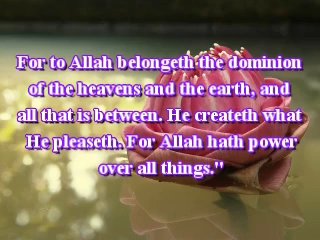 For to Allah belongeth the dominion
of the heavens and the earth, and
all that is between. He createth what
He pleaseth. For Allah hath power
over all things."